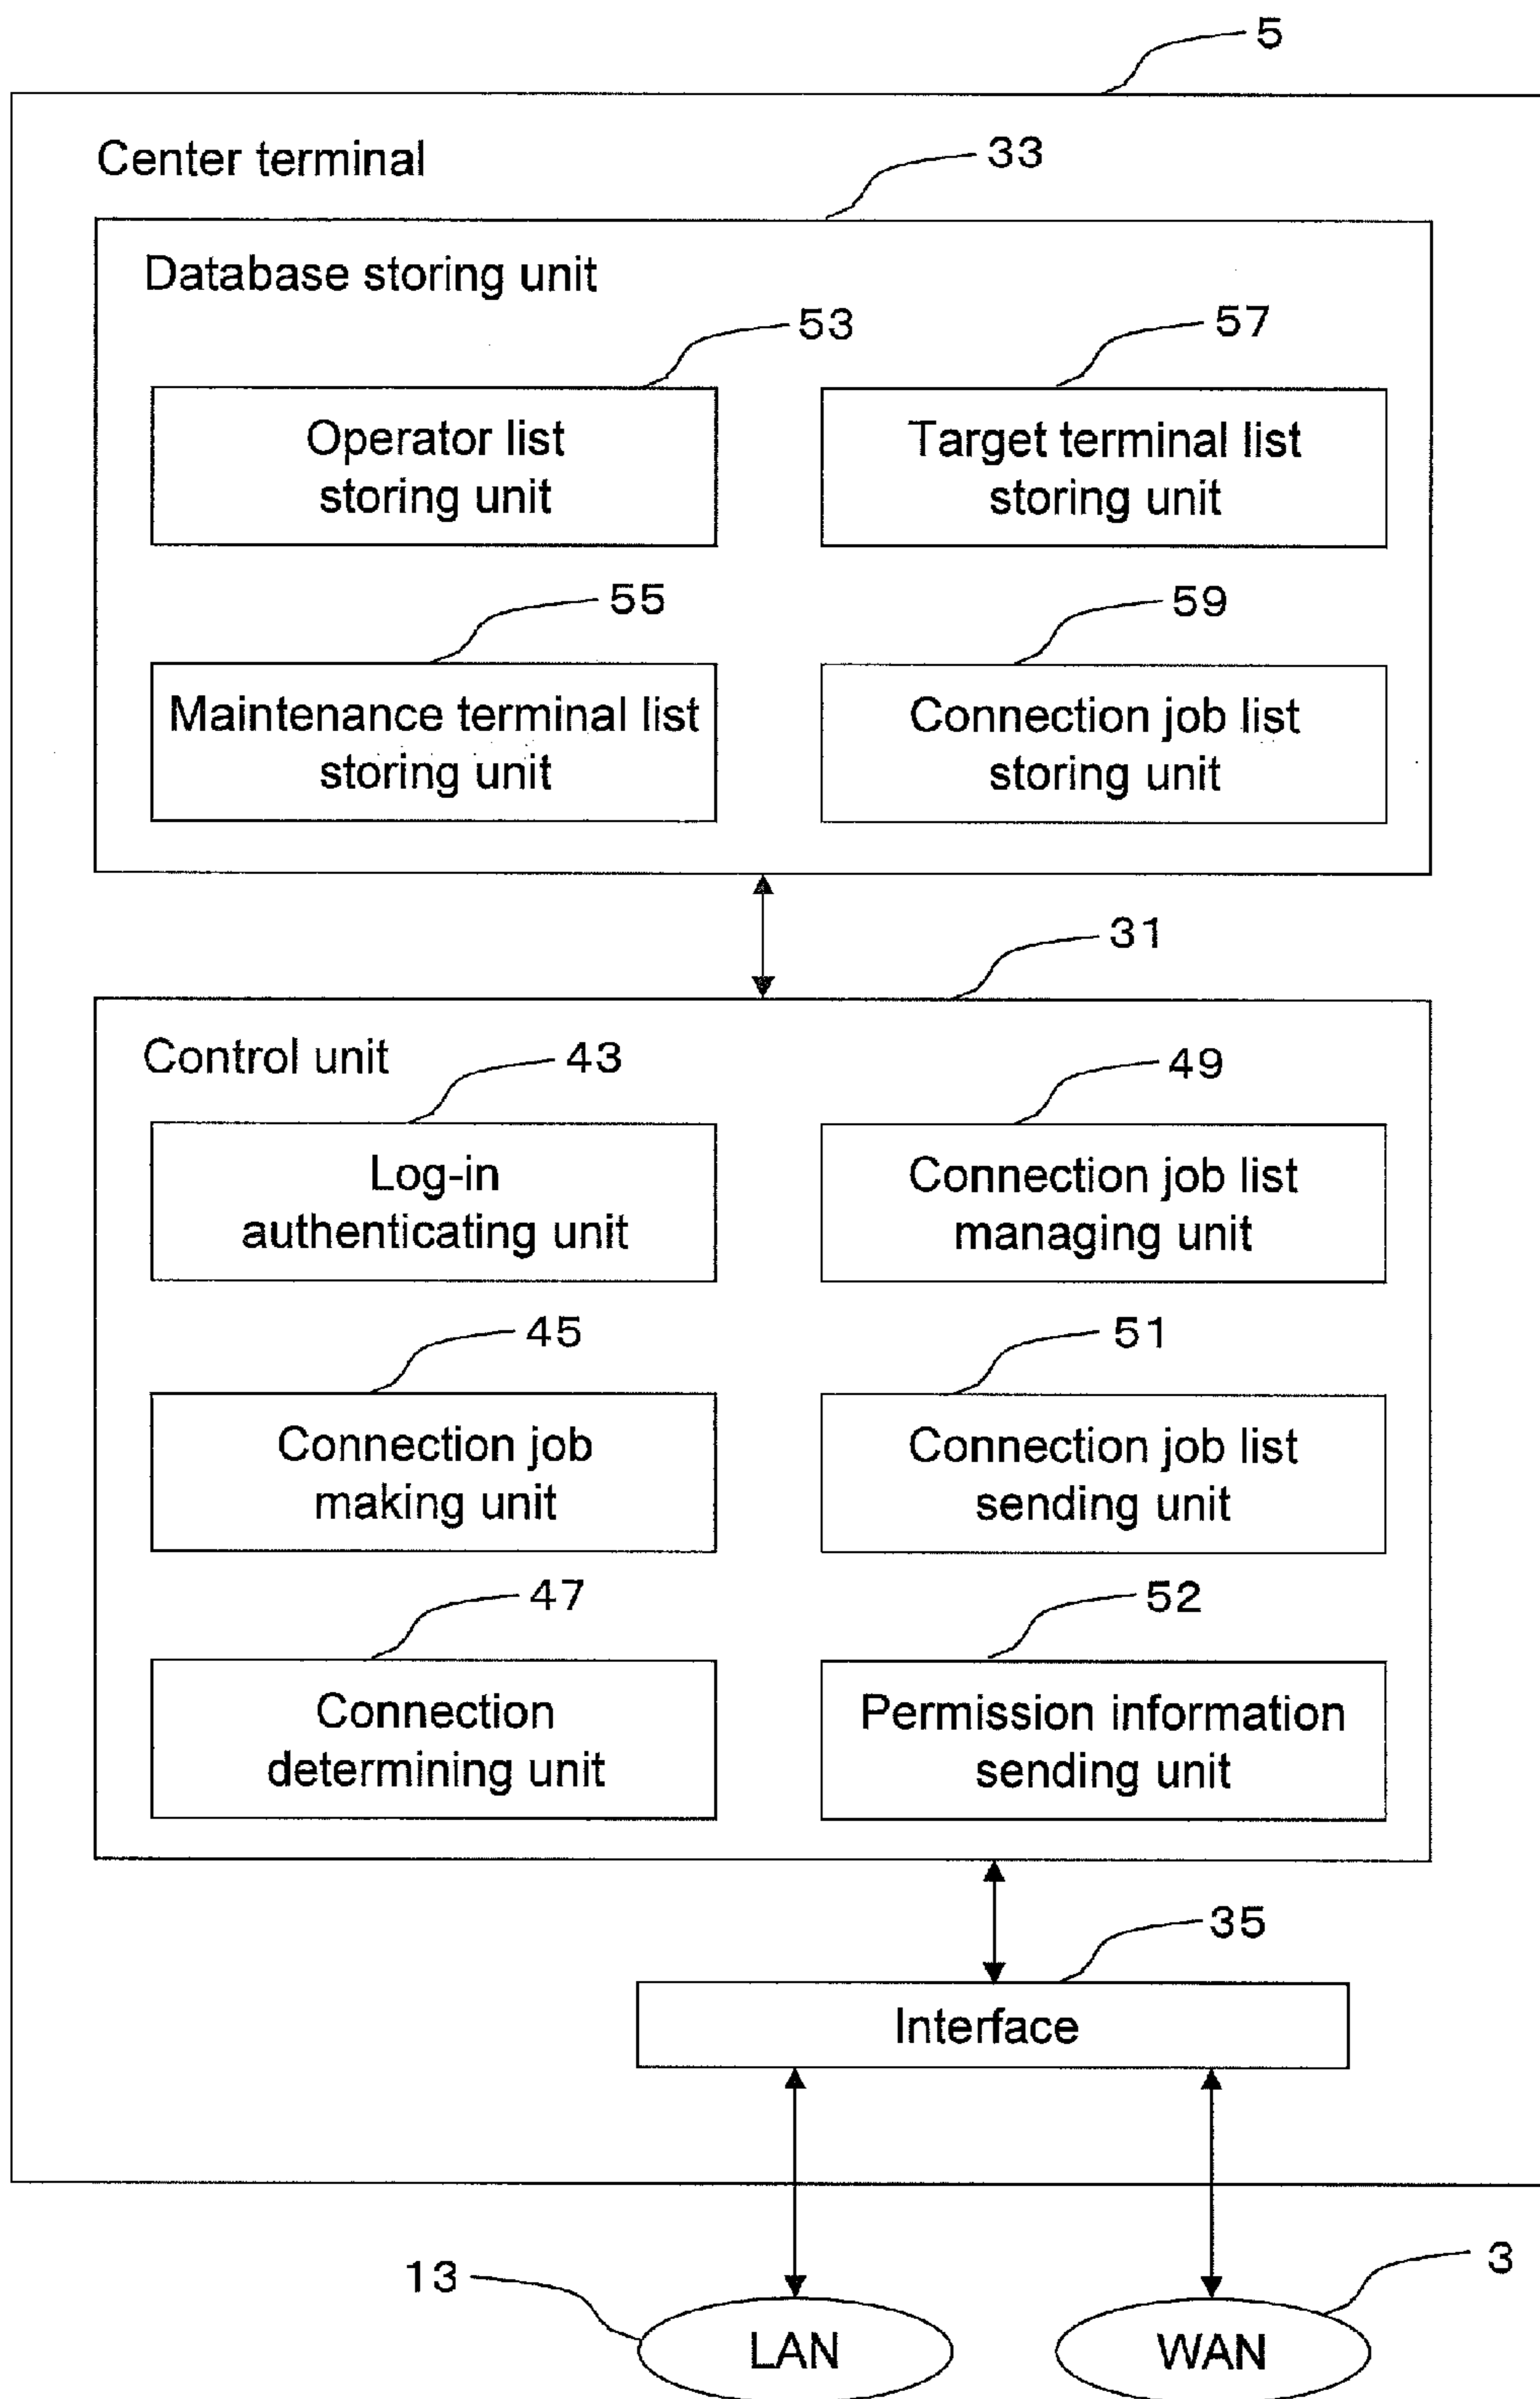 5
Center terminal
33
Database storing unit
53
57
Operator list
storing unit
Target terminal list
storing unit
55
59
Maintenance terminal list
storing unit
Connection job list
storing unit
31
Control unit
43
49
Log-in
authenticating unit
Connection job list
managing unit
45
51
Connection job
making unit
Connection job list
sending unit
47
52
Connection
determining unit
Permission information
sending unit
35
Interface
13
3
LAN
WAN